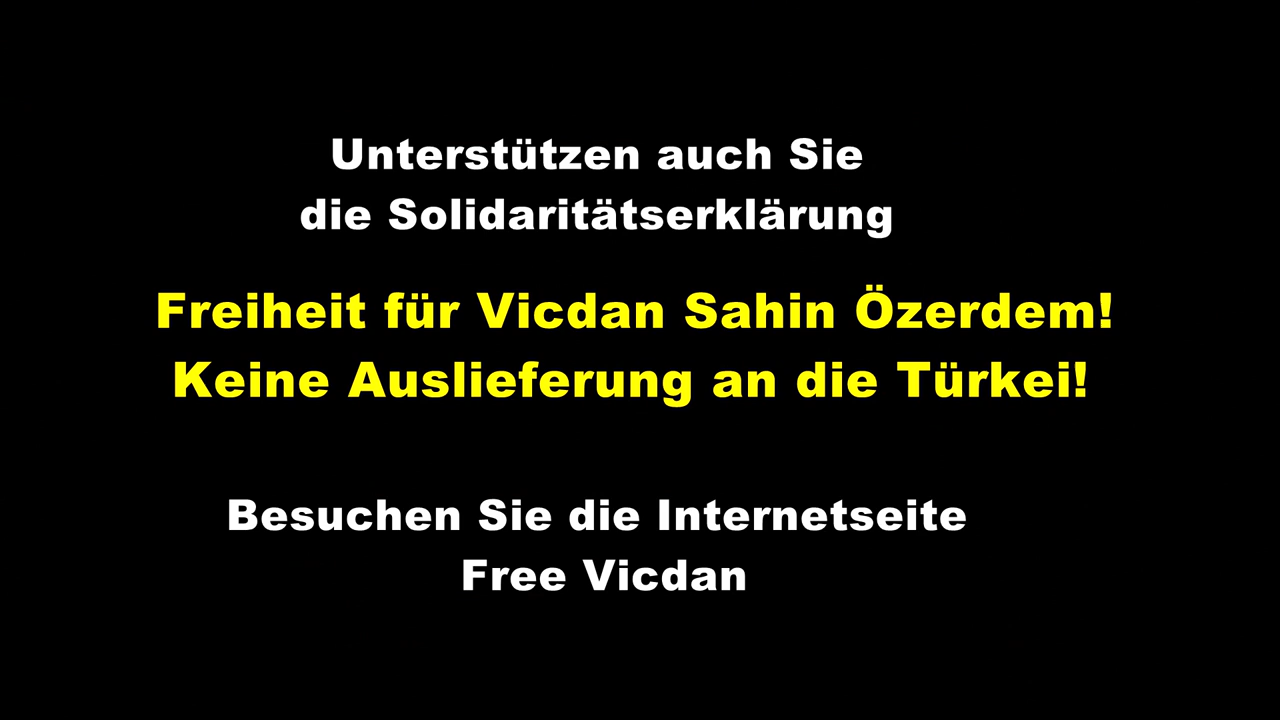 Unterstützen auch Sie
die Solidaritätserklärung
Freiheit für Vicdan Sahin Özerdem!
Keine Auslieferung an die Türkei!
Besuchen Sie die Internetseite
Free Vicdan